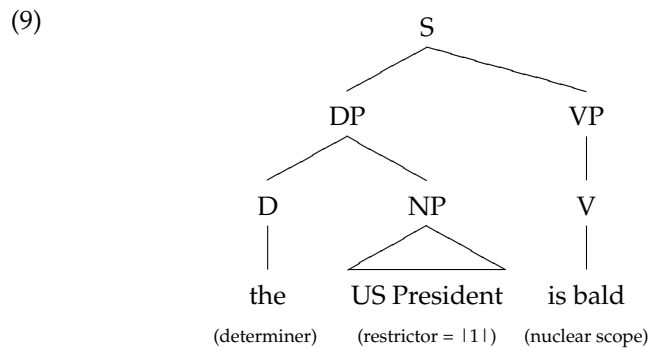 (9)
S
DP VP
D NP V
the US President is bald
(determiner) (restrictor = |1|) (nuclear scope)